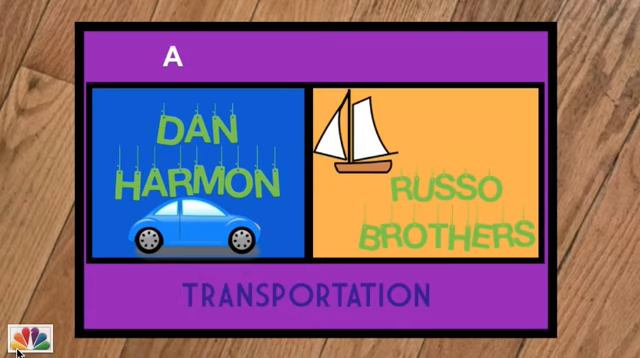 A
DAN
HARMON
RUSSO
BROTHERS
TRANSPORTATION